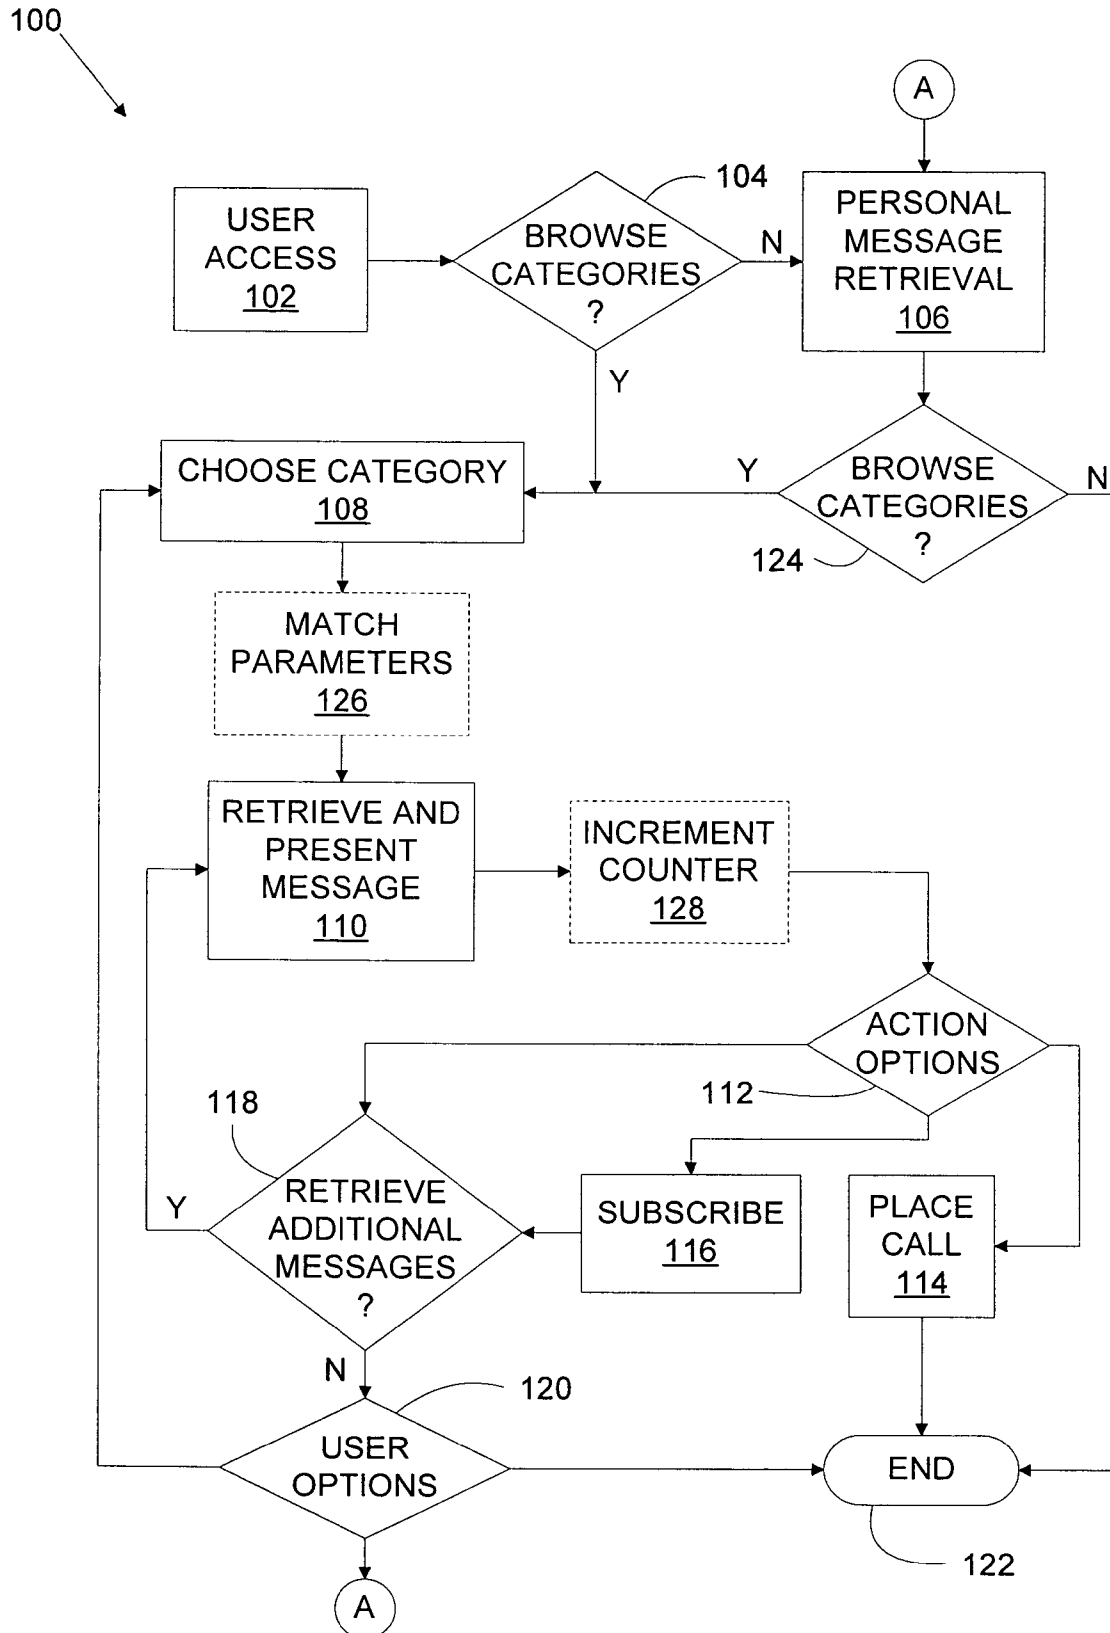 100
A
104
USER
ACCESS
102
BROWSE
CATEGORIES
?
N
PERSONAL
MESSAGE
RETRIEVAL
106
Y
CHOOSE CATEGORY
108
Y
BROWSE
CATEGORIES
?
N
124
MATCH
PARAMETERS
126
RETRIEVE AND
PRESENT
MESSAGE
110
INCREMENT
COUNTER
128
ACTION
OPTIONS
112
118
RETRIEVE
ADDITIONAL
MESSAGES
?
Y
SUBSCRIBE
116
PLACE
CALL
114
N
120
USER
OPTIONS
END
122
A